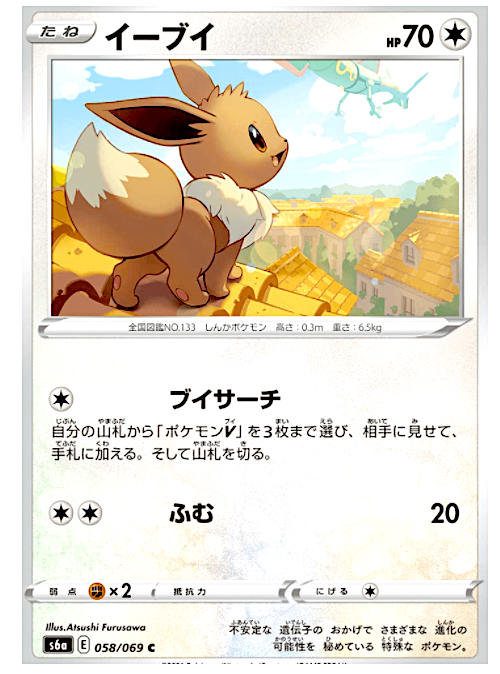 たね イーブイ HP70
全国図鑑NO.133 しんかポケモン 高さ:0.3m 重さ:6.5kg
ブイサーチ
自分の山札から「ポケモンV」を3枚まで選び、相手に見せて、
手札に加える。そして山札を切る。
ふむ 20
弱点 ×2 抵抗力 にげる
Illus.Atsushi Furusawa
s6a E 058/069 C
不安定な 遺伝子の おかげで さまざまな 進化の
可能性を 秘めている 特殊な ポケモン。